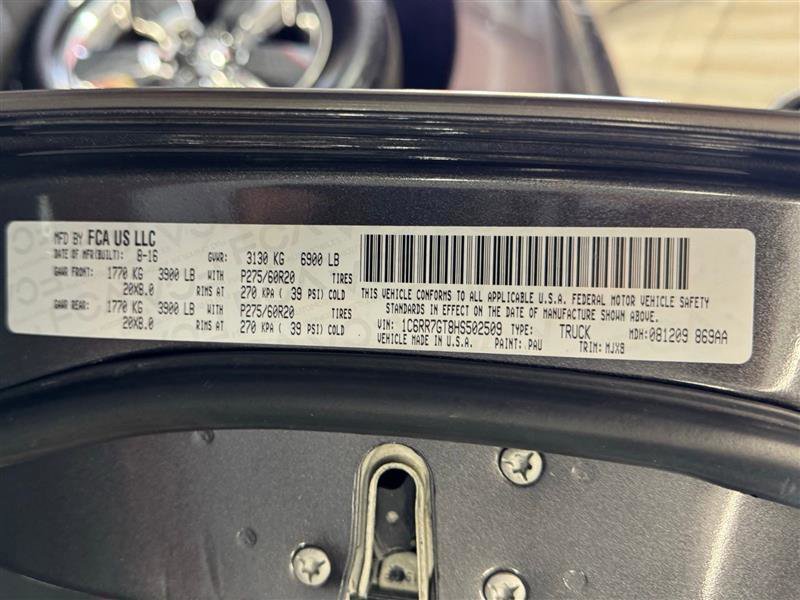 MFD BY FCA US LLC
DATE OF MFR(BUILT): 8-16 GVWR: 3130 KG 6900 LB
GAWR FRONT: 1770 KG 3900 LB WITH P275/60R20 TIRES
20X8.0 RIMS AT 270 KPA ( 39 PSI) COLD
GAWR REAR: 1770 KG 3900 LB WITH P275/60R20 TIRES
20X8.0 RIMS AT 270 KPA ( 39 PSI) COLD
THIS VEHICLE CONFORMS TO ALL APPLICABLE U.S.A. FEDERAL MOTOR VEHICLE SAFETY
STANDARDS IN EFFECT ON THE DATE OF MANUFACTURE SHOWN ABOVE.
VIN: 1C6RR7GT8HS502509 TYPE: TRUCK MDH: 081209 869AA
VEHICLE MADE IN U.S.A. PAINT: PAU TRIM: MJX8